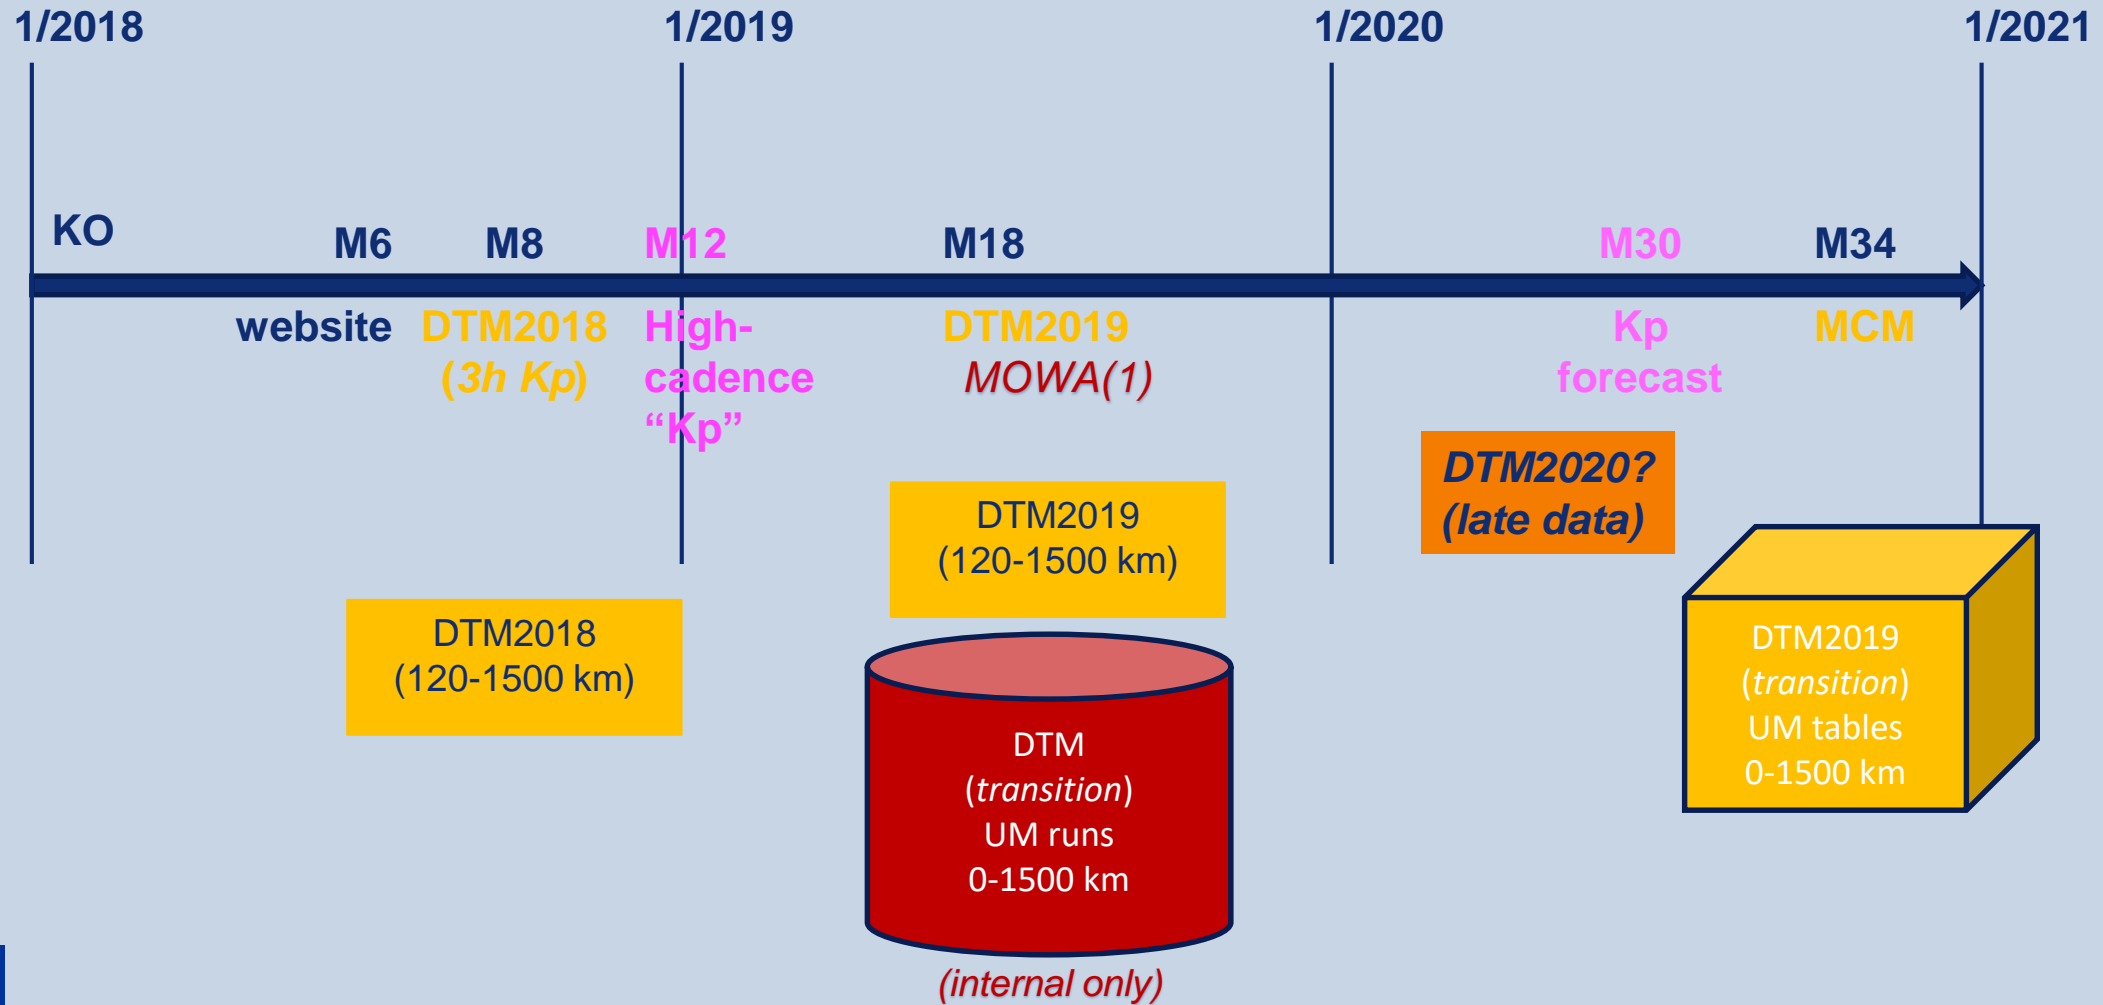 1/2018
1/2019
1/2020
1/2021
KO
M6
M8
M12
M18
M30
M34
website
DTM2018
(3h Kp)
High-
cadence
“Kp”
DTM2019
MOWA(1)
Kp
forecast
MCM
DTM2020?
(late data)
DTM2019
(120-1500 km)
DTM2018
(120-1500 km)
DTM
(transition)
UM runs
0-1500 km
(internal only)
DTM2019
(transition)
UM tables
0-1500 km